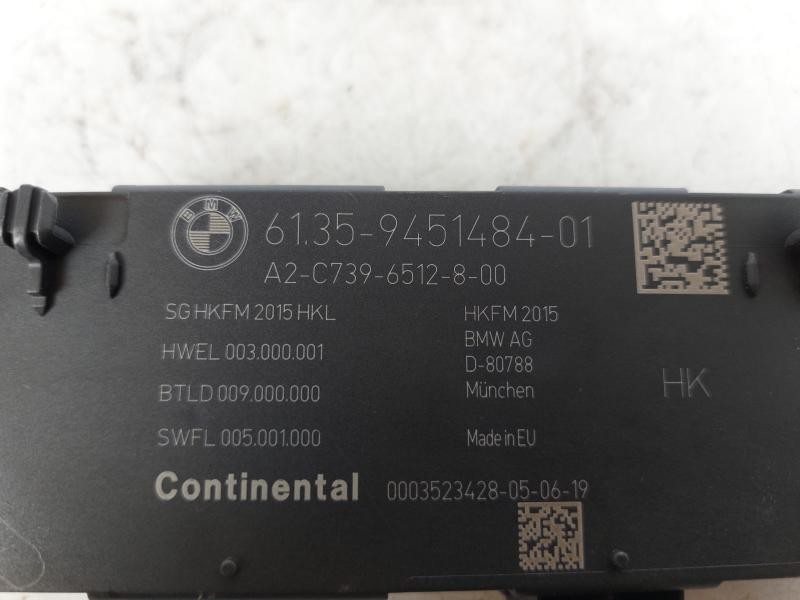 BMW
61.35-9451484-01
A2-C739-6512-8-00
SG HKFM 2015 HKL
HWEL 003.000.001
BTLD 009.000.000
SWFL 005.001.000
HKFM 2015
BMW AG
D-80788
München
Made in EU
HK
Continental 0003523428-05-06-19